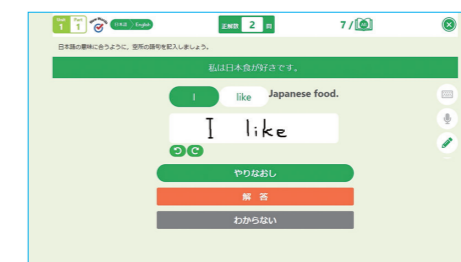 1 1 日本語 English 正解数 2 問 7/
日本語の意味に合うように，空所の語句を記入しましょう。
私は日本食が好きです。
I like Japanese food.
I like
やりなおし
解 答
わからない